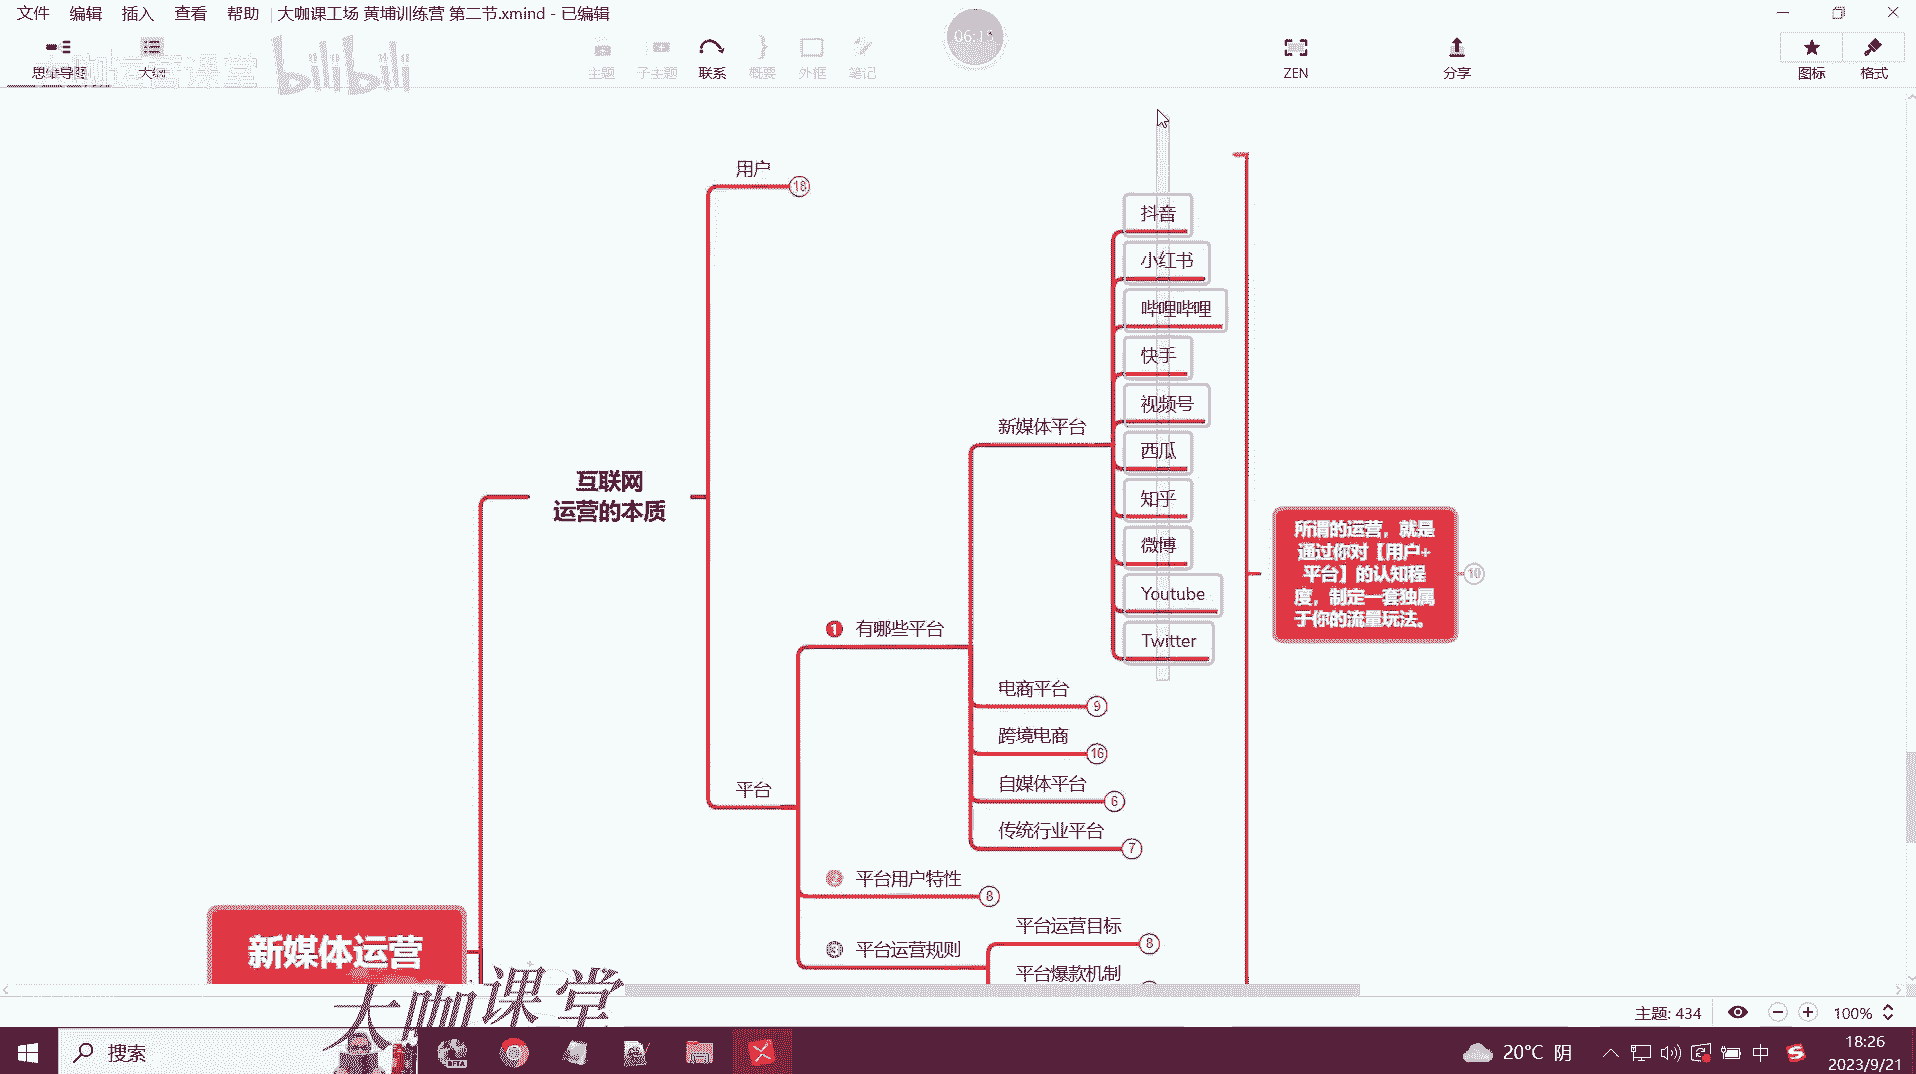 文件 编辑 插入 查看 帮助 大咖课工场 黄埔训练营 第二节.xmind - 已编辑
06:15
思维导图 大纲 主题 子主题 联系 概要 外框 笔记 ZEN 分享 图标 格式
bilibili
用户 18
抖音
小红书
哔哩哔哩
快手
视频号
西瓜
知乎
微博
Youtube
Twitter
新媒体平台
互联网
运营的本质
所谓的运营，就是
通过你对【用户+
平台】的认知程
度，制定一套独属
于你的流量玩法。
10
1 有哪些平台
电商平台 9
跨境电商 16
自媒体平台 6
传统行业平台 7
平台
2 平台用户特性 8
3 平台运营规则
平台运营目标 8
平台爆款机制
新媒体运营
大咖课堂
主题: 434
100%
搜索
20°C 阴
中
18:26
2023/9/21